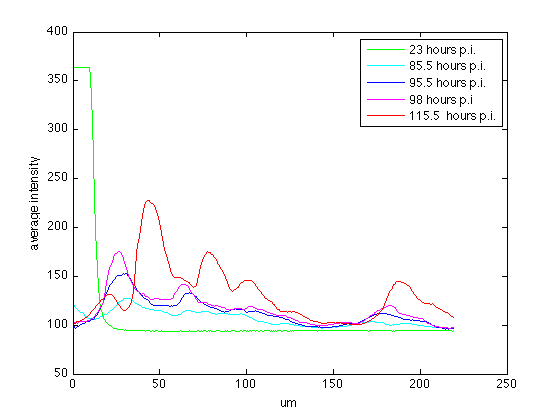 400
350
300
250
200
150
100
50
average intensity
0
50
100
150
200
250
um
23 hours p.i.
85.5 hours p.i.
95.5 hours p.i.
98 hours p.i
115.5 hours p.i.